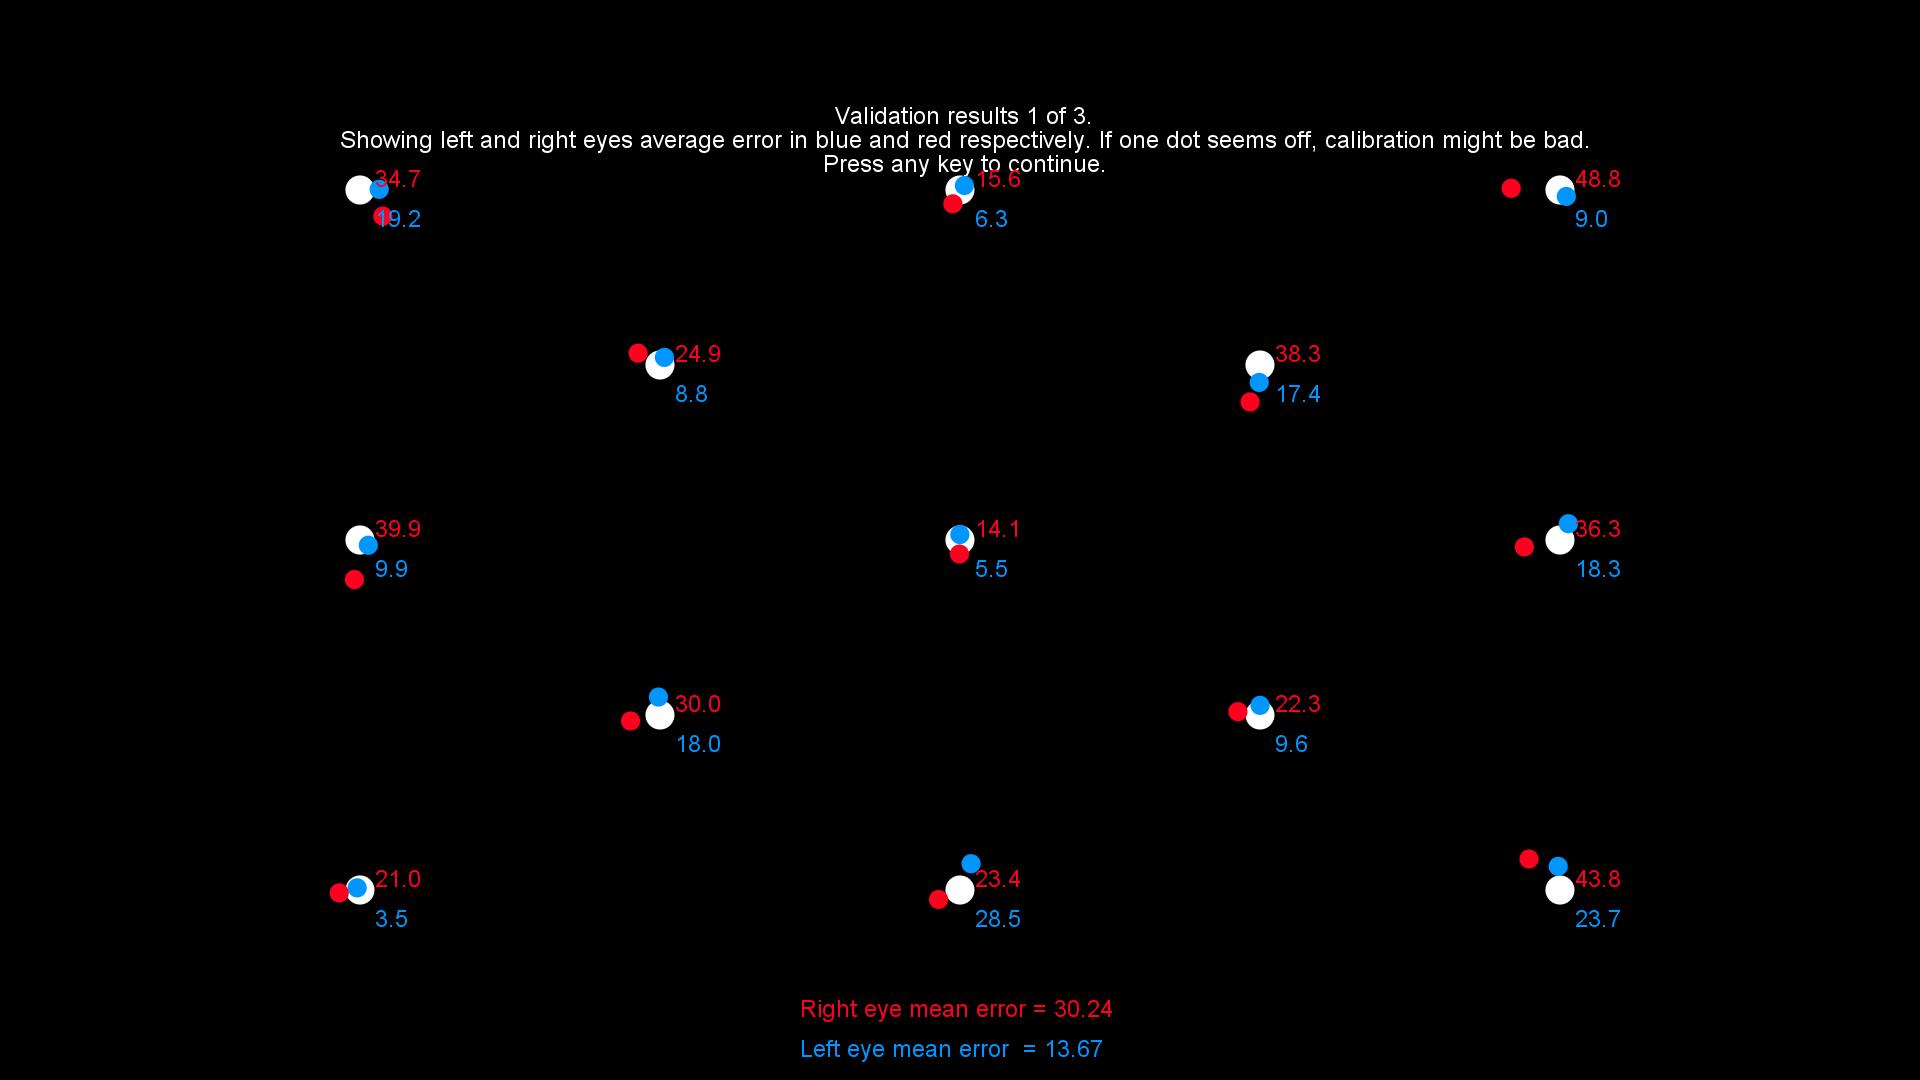 Validation results 1 of 3.
Showing left and right eyes average error in blue and red respectively. If one dot seems off, calibration might be bad.
Press any key to continue.
34.7 15.6 48.8
19.2 6.3 9.0
24.9 38.3
8.8 17.4
39.9 14.1 36.3
9.9 5.5 18.3
30.0 22.3
18.0 9.6
21.0 23.4 43.8
3.5 28.5 23.7
Right eye mean error = 30.24
Left eye mean error = 13.67